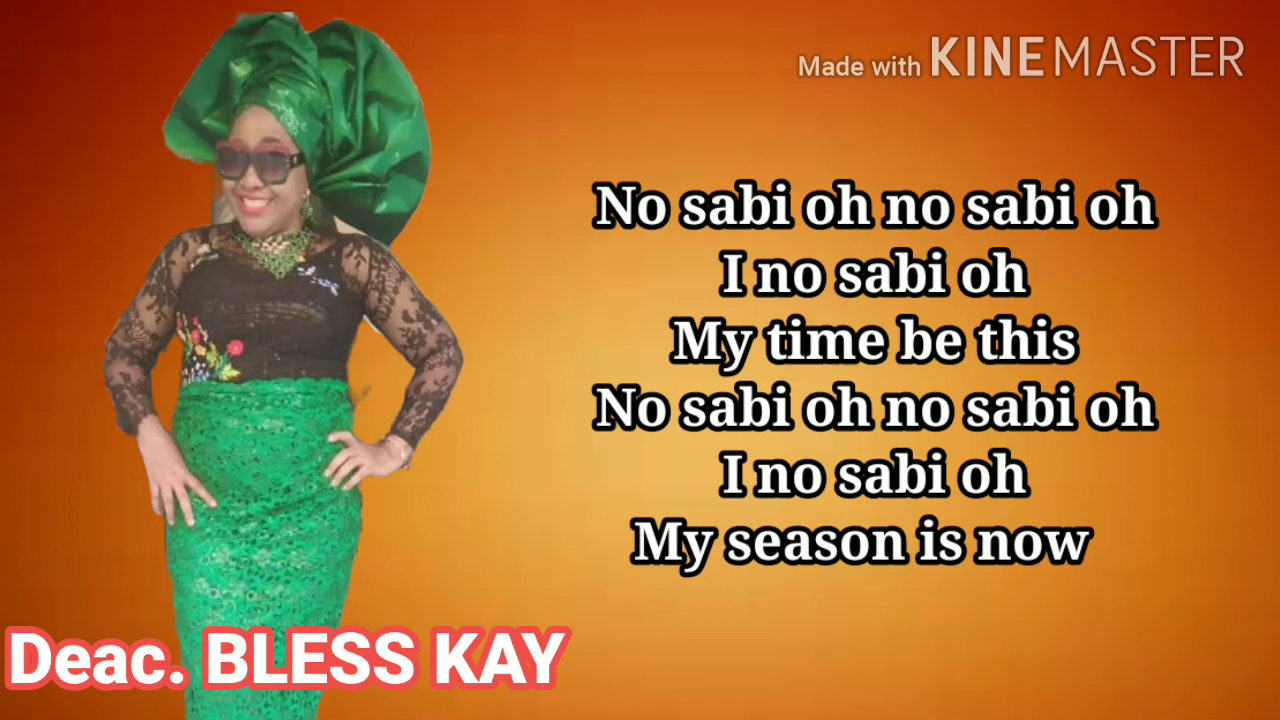 Made with KINEMASTER
No sabi oh no sabi oh
I no sabi oh
My time be this
No sabi oh no sabi oh
I no sabi oh
My season is now
Deac. BLESS KAY